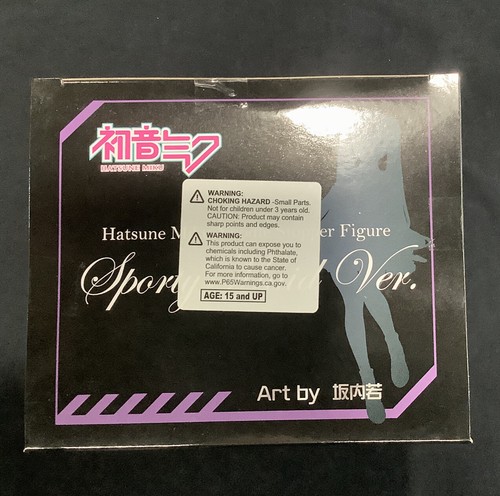 初音ミク
HATSUNE MIKU
WARNING:
CHOKING HAZARD -Small Parts.
Not for children under 3 years old.
CAUTION: Product may contain
sharp points and edges.
Hatsune M er Figure
WARNING:
This product can expose you to
chemicals including Phthalate,
which is known to the State of
California to cause cancer.
For more information, go to
www.P65Warnings.ca.gov.
Spor Ver.
AGE: 15 and UP
Art by 坂内若